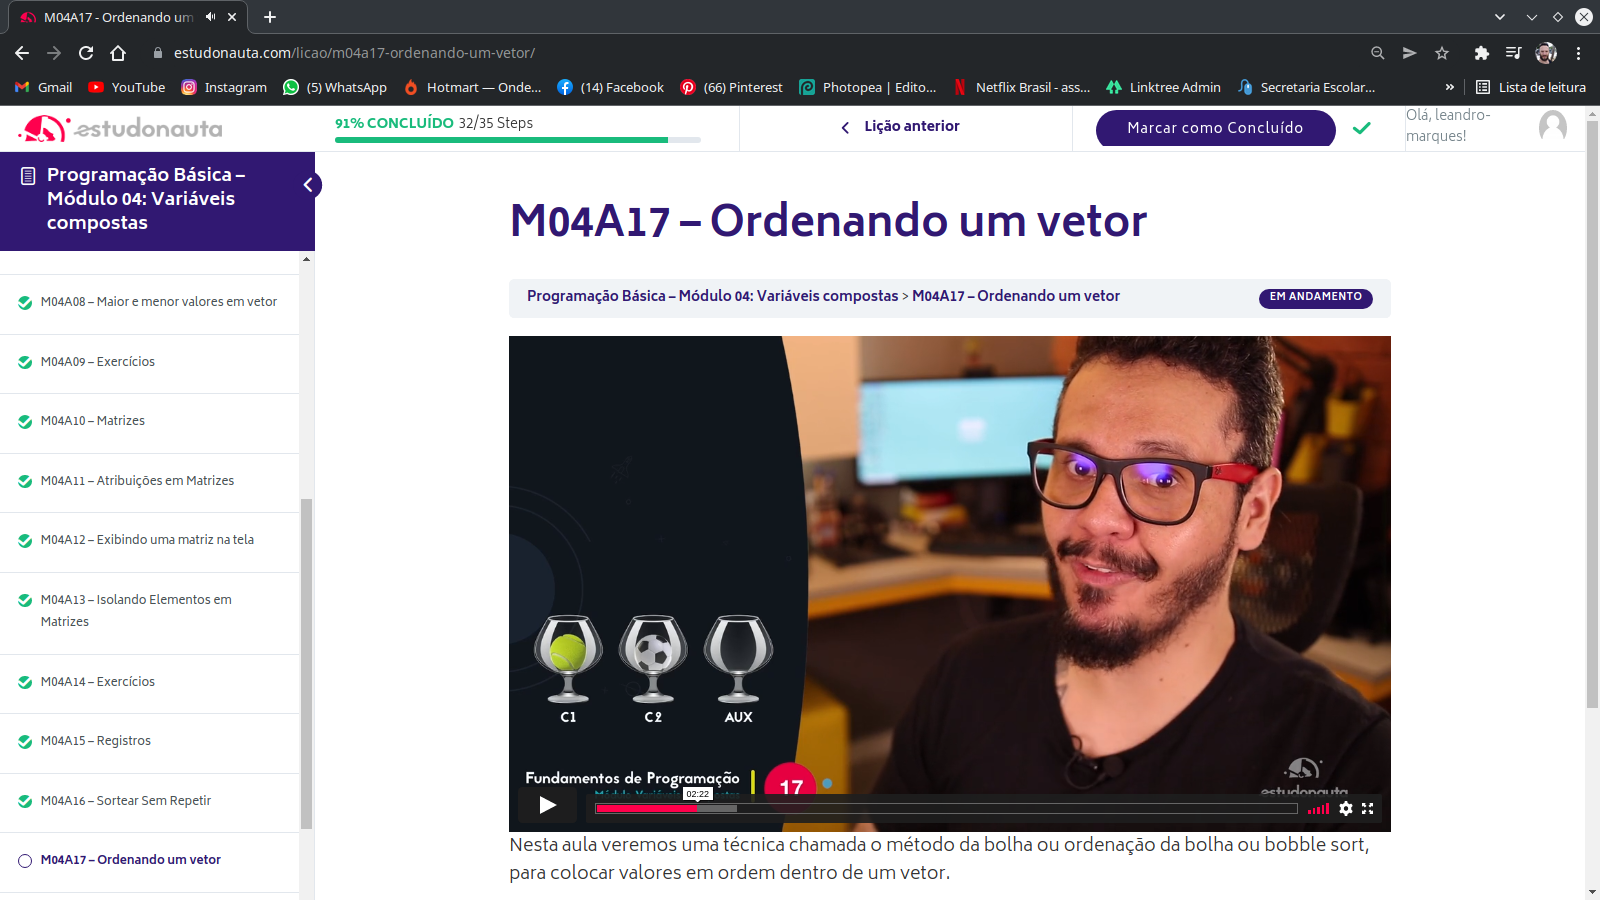 M04A17 - Ordenando um
estudonauta.com/licao/m04a17-ordenando-um-vetor/
Gmail
YouTube
Instagram
(5) WhatsApp
Hotmart — Onde...
(14) Facebook
(66) Pinterest
Photopea | Edito...
Netflix Brasil - ass...
Linktree Admin
Secretaria Escolar...
»
Lista de leitura
estudonauta
91% CONCLUÍDO 32/35 Steps
Lição anterior
Marcar como Concluído
Olá, leandro-
marques!
Programação Básica –
Módulo 04: Variáveis
compostas
M04A08 – Maior e menor valores em vetor
M04A09 – Exercícios
M04A10 – Matrizes
M04A11 – Atribuições em Matrizes
M04A12 – Exibindo uma matriz na tela
M04A13 – Isolando Elementos em
Matrizes
M04A14 – Exercícios
M04A15 – Registros
M04A16 – Sortear Sem Repetir
M04A17 – Ordenando um vetor
M04A17 – Ordenando um vetor
Programação Básica – Módulo 04: Variáveis compostas > M04A17 – Ordenando um vetor
EM ANDAMENTO
C1
C2
AUX
Fundamentos de Programação
17
02:22
estudonauta
Nesta aula veremos uma técnica chamada o método da bolha ou ordenação da bolha ou bobble sort,
para colocar valores em ordem dentro de um vetor.